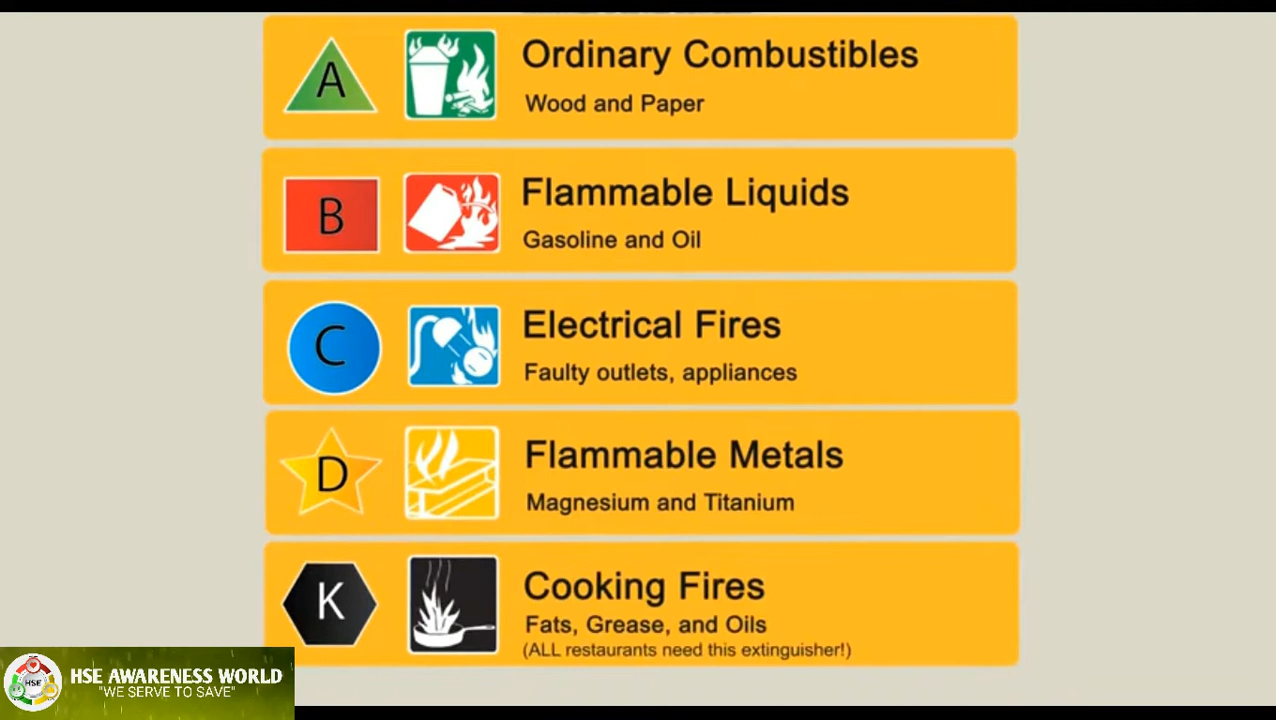 A
Ordinary Combustibles
Wood and Paper
B
Flammable Liquids
Gasoline and Oil
C
Electrical Fires
Faulty outlets, appliances
D
Flammable Metals
Magnesium and Titanium
K
Cooking Fires
Fats, Grease, and Oils
(ALL restaurants need this extinguisher!)
HSE
HSE AWARENESS WORLD
"WE SERVE TO SAVE"